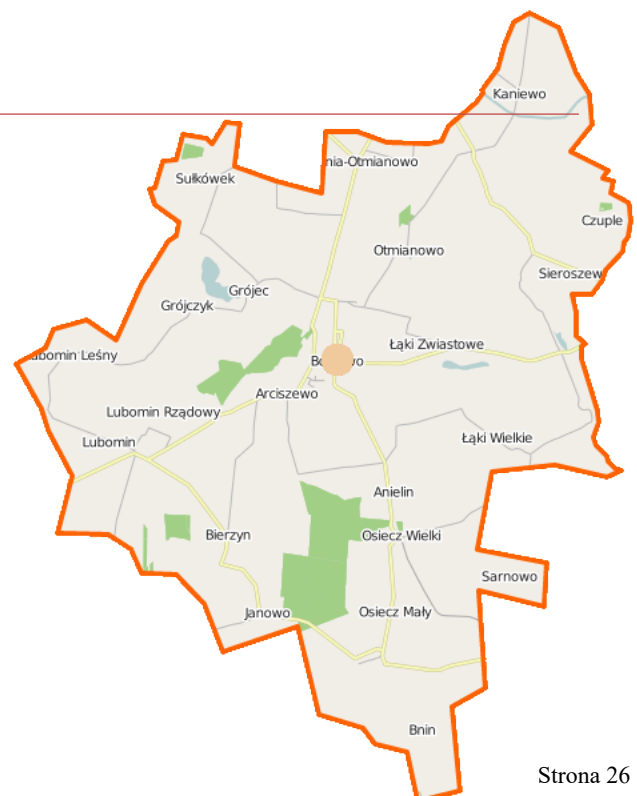 Kaniewo
nia-Otmianowo
Sułkówek
Czuple
Otmianowo
Sieroszew
Grójec
Grójczyk
Łąki Zwiastowe
ubomin Leśny
Arciszewo
Lubomin Rządowy
Łąki Wielkie
Lubomin
Anielin
Bierzyn
Osiecz Wielki
Sarnowo
Janowo
Osiecz Mały
Bnin
Strona 26